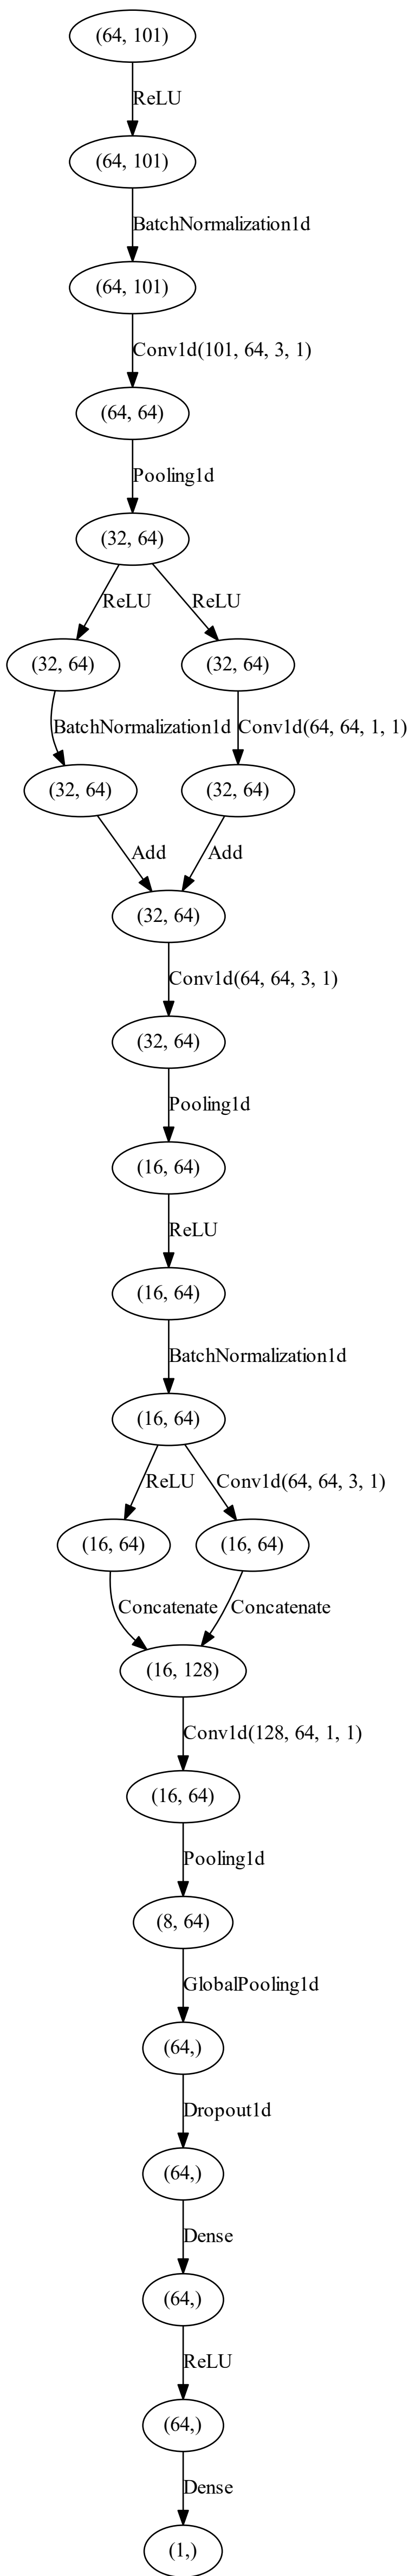 (64, 101)
ReLU
(64, 101)
BatchNormalization1d
(64, 101)
Conv1d(101, 64, 3, 1)
(64, 64)
Pooling1d
(32, 64)
ReLU ReLU
(32, 64) (32, 64)
BatchNormalization1d Conv1d(64, 64, 1, 1)
(32, 64) (32, 64)
Add Add
(32, 64)
Conv1d(64, 64, 3, 1)
(32, 64)
Pooling1d
(16, 64)
ReLU
(16, 64)
BatchNormalization1d
(16, 64)
ReLU Conv1d(64, 64, 3, 1)
(16, 64) (16, 64)
Concatenate Concatenate
(16, 128)
Conv1d(128, 64, 1, 1)
(16, 64)
Pooling1d
(8, 64)
GlobalPooling1d
(64,)
Dropout1d
(64,)
Dense
(64,)
ReLU
(64,)
Dense
(1,)